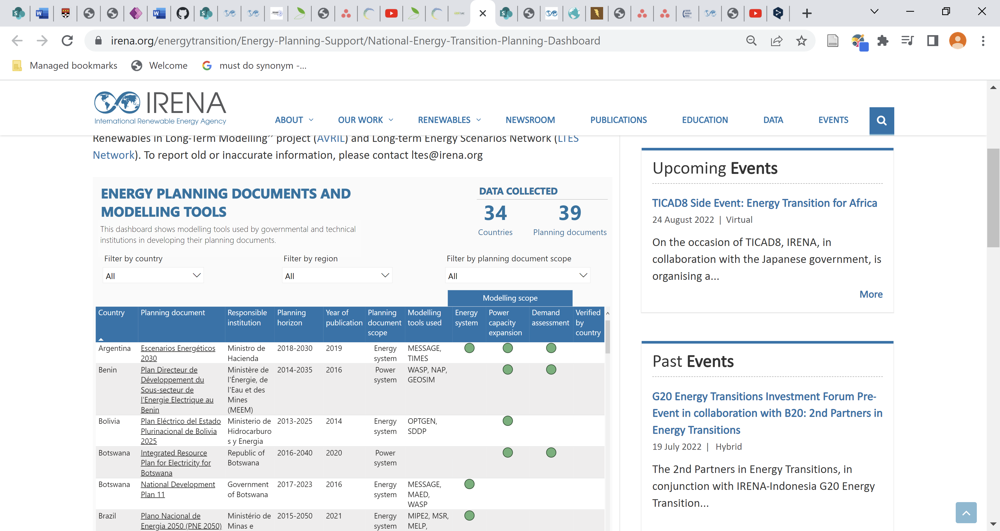 irena.org/energytransition/Energy-Planning-Support/National-Energy-Transition-Planning-Dashboard
Managed bookmarks
Welcome
must do synonym -...
IRENA
International Renewable Energy Agency
ABOUT
OUR WORK
RENEWABLES
NEWSROOM
PUBLICATIONS
EDUCATION
DATA
EVENTS
Renewables in Long-Term Modelling” project (AVRIL) and Long-term Energy Scenarios Network (LTES
Network). To report old or inaccurate information, please contact ltes@irena.org
ENERGY PLANNING DOCUMENTS AND
MODELLING TOOLS
This dashboard shows modelling tools used by governmental and technical
institutions in developing their planning documents.
DATA COLLECTED
34
Countries
39
Planning documents
Filter by country
All
Filter by region
All
Filter by planning document scope
All
Modelling scope
Country
Planning document
Responsible
institution
Planning
horizon
Year of
publication
Planning
document
scope
Modelling
tools used
Energy
system
Power
capacity
expansion
Demand
assessment
Verified
by
country
Argentina
Escenarios Energéticos
2030
Ministro de
Hacienda
2018-2030
2019
Energy
system
MESSAGE,
TIMES
Benin
Plan Directeur de
Développement du
Sous-secteur de
l'Energie Electrique au
Benin
Ministère de
l'Énergie, de
l'Eau et des
Mines
(MEEM)
2014-2035
2016
Power
system
WASP, NAP,
GEOSIM
Bolivia
Plan Eléctrico del Estado
Plurinacional de Bolivia
2025
Ministerio de
Hidrocarburo
s y Energia
2013-2025
2014
Energy
system
OPTGEN,
SDDP
Botswana
Integrated Resource
Plan for Electricity for
Botswana
Republic of
Botswana
2016-2040
2020
Power
system
Botswana
National Development
Plan 11
Government
of Botswana
2017-2023
2016
Energy
system
MESSAGE,
MAED,
WASP
Brazil
Plano Nacional de
Energia 2050 (PNE 2050)
Ministério de
Minas e
2015-2050
2021
Energy
system
MIPE2, MSR,
MELP,
Upcoming Events
TICAD8 Side Event: Energy Transition for Africa
24 August 2022 | Virtual
On the occasion of TICAD8, IRENA, in
collaboration with the Japanese government, is
organising a...
More
Past Events
G20 Energy Transitions Investment Forum Pre-
Event in collaboration with B20: 2nd Partners in
Energy Transitions
19 July 2022 | Hybrid
The 2nd Partners in Energy Transitions, in
conjunction with IRENA-Indonesia G20 Energy
Transition...